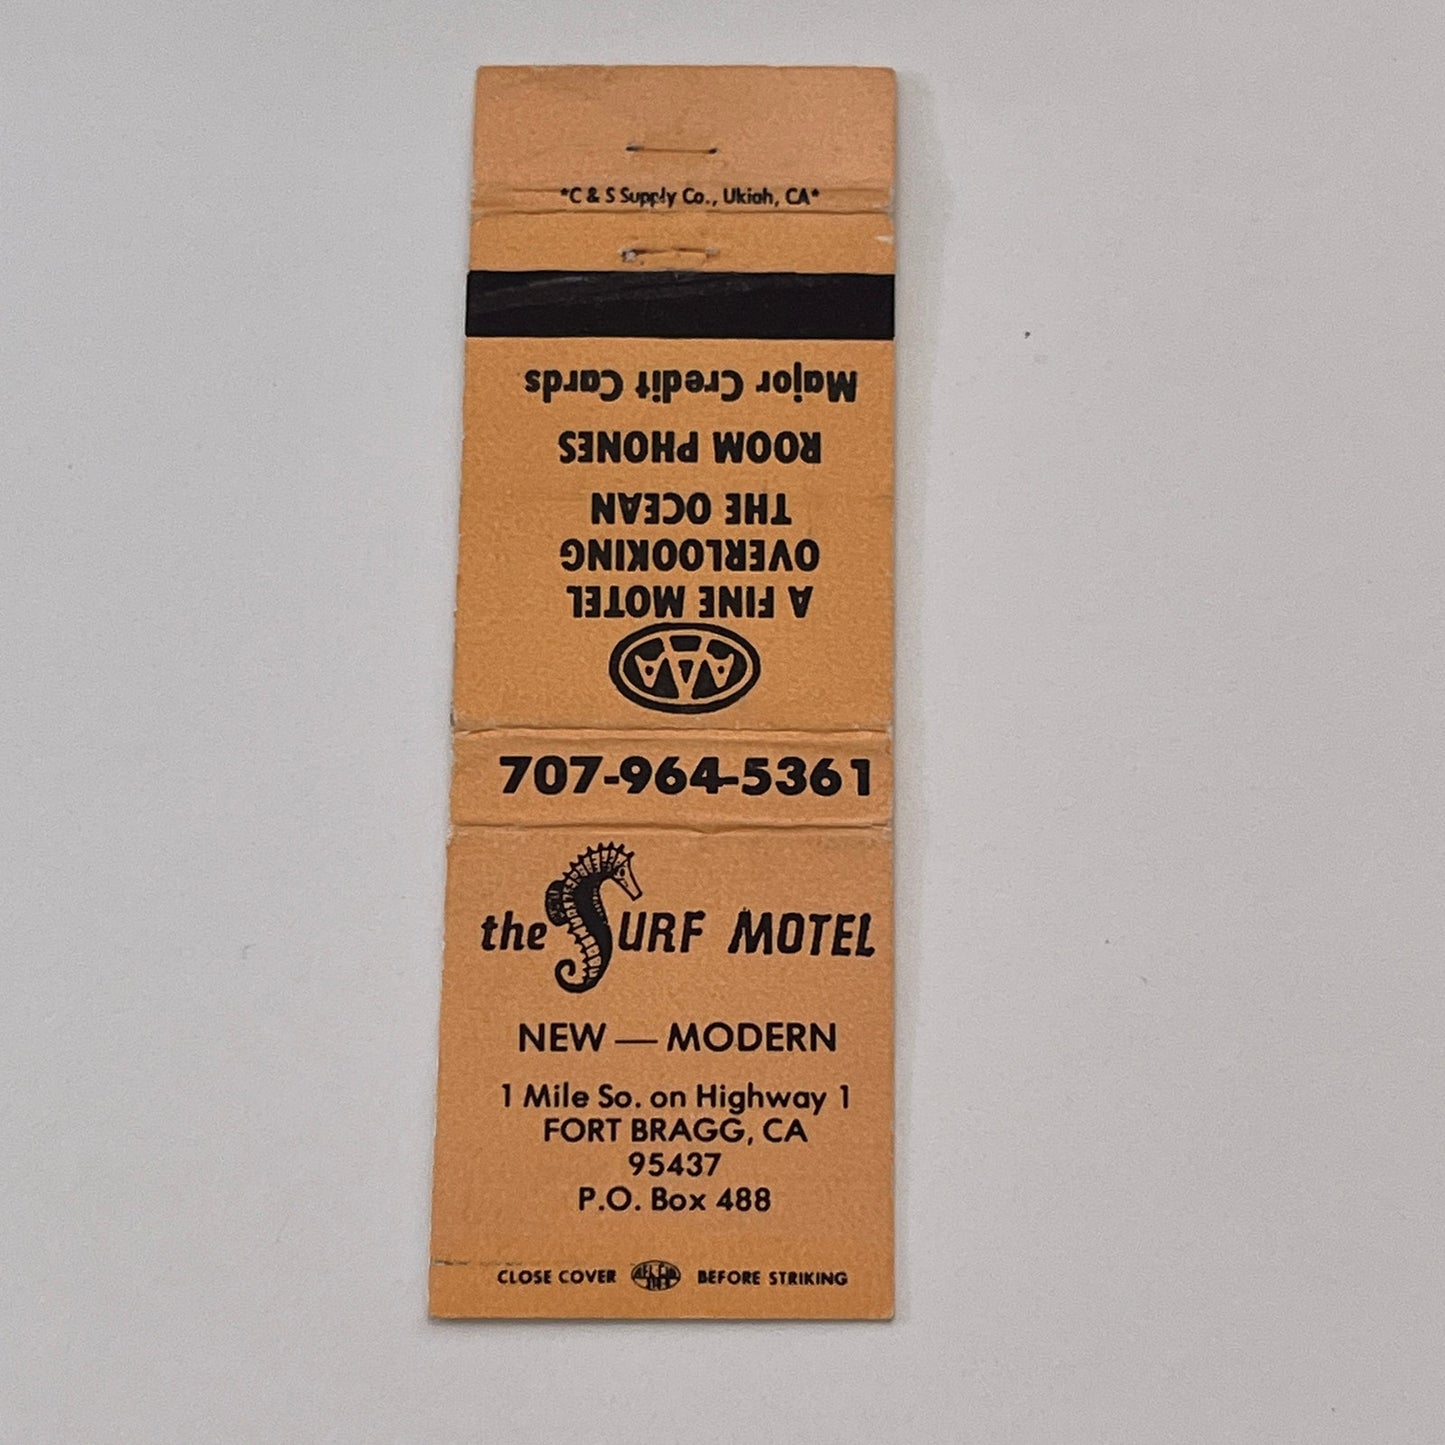 *C & S Supply Co., Ukiah, CA*
AAA
A FINE MOTEL
OVERLOOKING
THE OCEAN
ROOM PHONES
Major Credit Cards
707-964-5361
the SURF MOTEL
NEW — MODERN
1 Mile So. on Highway 1
FORT BRAGG, CA
95437
P.O. Box 488
CLOSE COVER BEFORE STRIKING